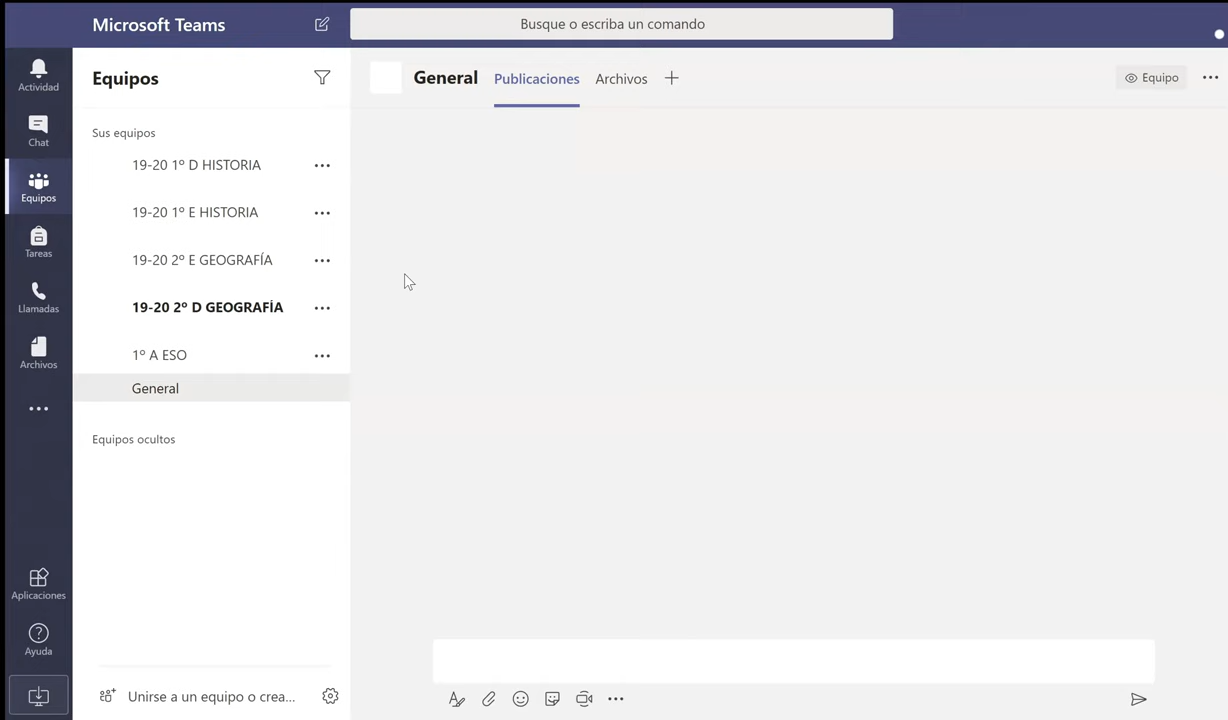 Microsoft Teams
Busque o escriba un comando
Actividad
Chat
Equipos
Tareas
Llamadas
Archivos
Aplicaciones
Ayuda
Equipos
Sus equipos
19-20 1º D HISTORIA
19-20 1º E HISTORIA
19-20 2º E GEOGRAFÍA
19-20 2º D GEOGRAFÍA
1º A ESO
General
Equipos ocultos
Unirse a un equipo o crea...
General Publicaciones Archivos
Equipo